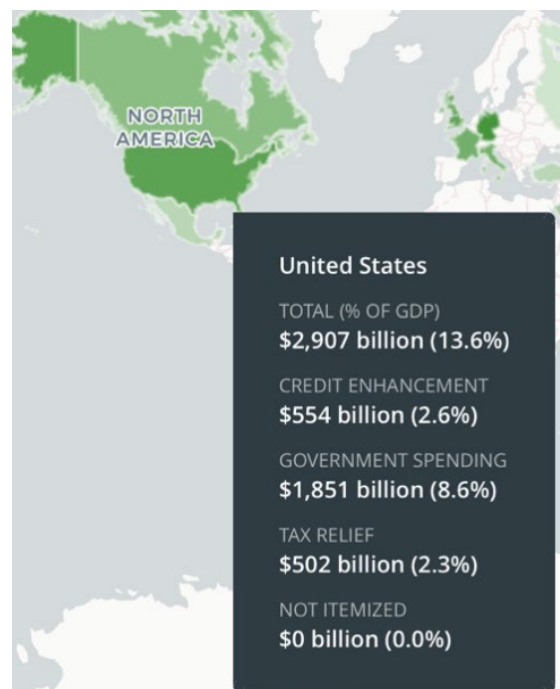 NORTH
AMERICA
United States
TOTAL (% OF GDP)
$2,907 billion (13.6%)
CREDIT ENHANCEMENT
$554 billion (2.6%)
GOVERNMENT SPENDING
$1,851 billion (8.6%)
TAX RELIEF
$502 billion (2.3%)
NOT ITEMIZED
$0 billion (0.0%)